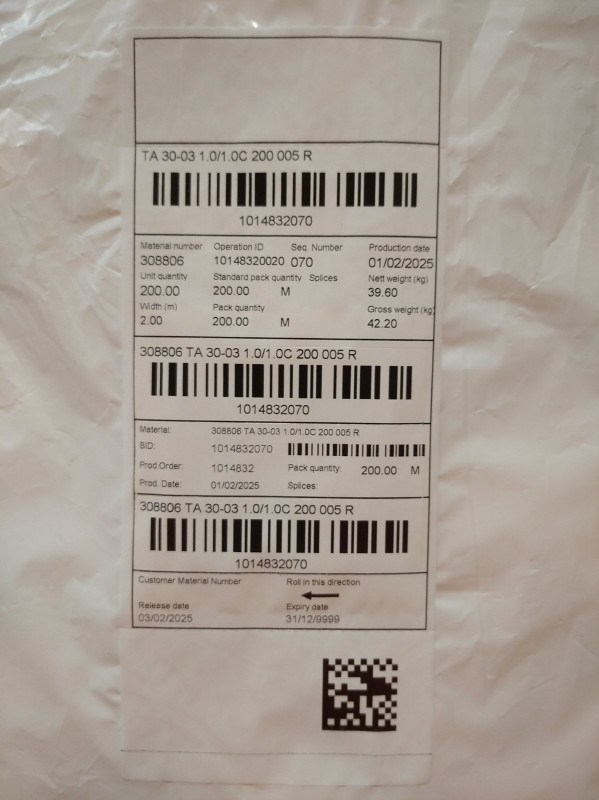 TA 30-03 1.0/1.0C 200 005 R
1014832070
Material number Operation ID Seq. Number Production date
308806 10148320020 070 01/02/2025
Unit quantity Standard pack quantity Splices Nett weight (kg)
200.00 200.00 M 39.60
Width (m) Pack quantity Gross weight (kg)
2.00 200.00 M 42.20
308806 TA 30-03 1.0/1.0C 200 005 R
1014832070
Material: 308806 TA 30-03 1.0/1.0C 200 005 R
BID: 1014832070
Prod.Order: 1014832 Pack quantity: 200.00 M
Prod. Date: 01/02/2025 Splices:
308806 TA 30-03 1.0/1.0C 200 005 R
1014832070
Customer Material Number Roll in this direction
Release date Expiry date
03/02/2025 31/12/9999